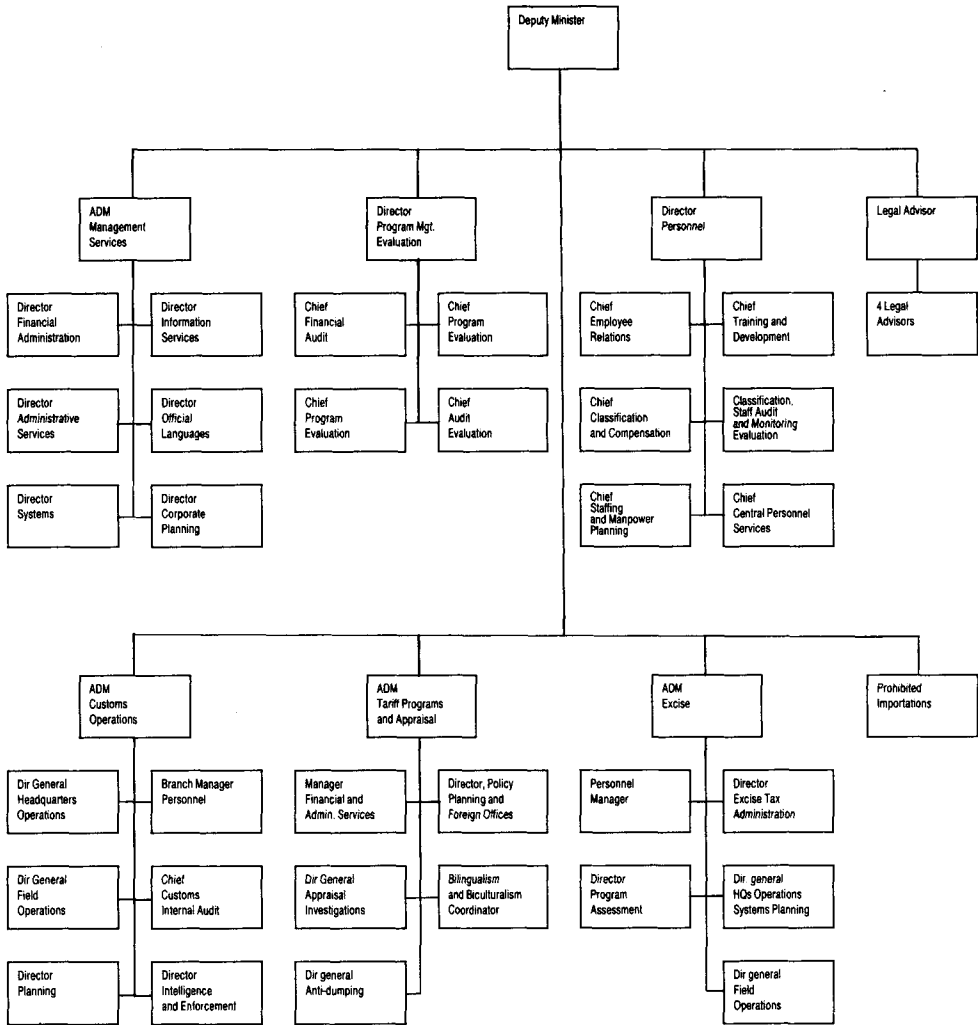 Deputy Minister
ADM
Management
Services
Director
Program Mgt.
Evaluation
Director
Personnel
Legal Advisor
Director
Financial
Administration
Director
Information
Services
Chief
Financial
Audit
Chief
Program
Evaluation
Chief
Employee
Relations
Chief
Training and
Development
4 Legal
Advisors
Director
Administrative
Services
Director
Official
Languages
Chief
Program
Evaluation
Chief
Audit
Evaluation
Chief
Classification
and Compensation
Classification,
Staff Audit
and Monitoring
Evaluation
Director
Systems
Director
Corporate
Planning
Chief
Staffing
and Manpower
Planning
Chief
Central Personnel
Services
ADM
Customs
Operations
ADM
Tariff Programs
and Appraisal
ADM
Excise
Prohibited
Importations
Dir General
Headquarters
Operations
Branch Manager
Personnel
Manager
Financial and
Admin. Services
Director, Policy
Planning and
Foreign Offices
Personnel
Manager
Director
Excise Tax
Administration
Dir General
Field
Operations
Chief
Customs
Internal Audit
Dir General
Appraisal
Investigations
Bilingualism
and Biculturalism
Coordinator
Director
Program
Assessment
Dir. general
HQs Operations
Systems Planning
Director
Planning
Director
Intelligence
and Enforcement
Dir general
Anti-dumping
Dir general
Field
Operations